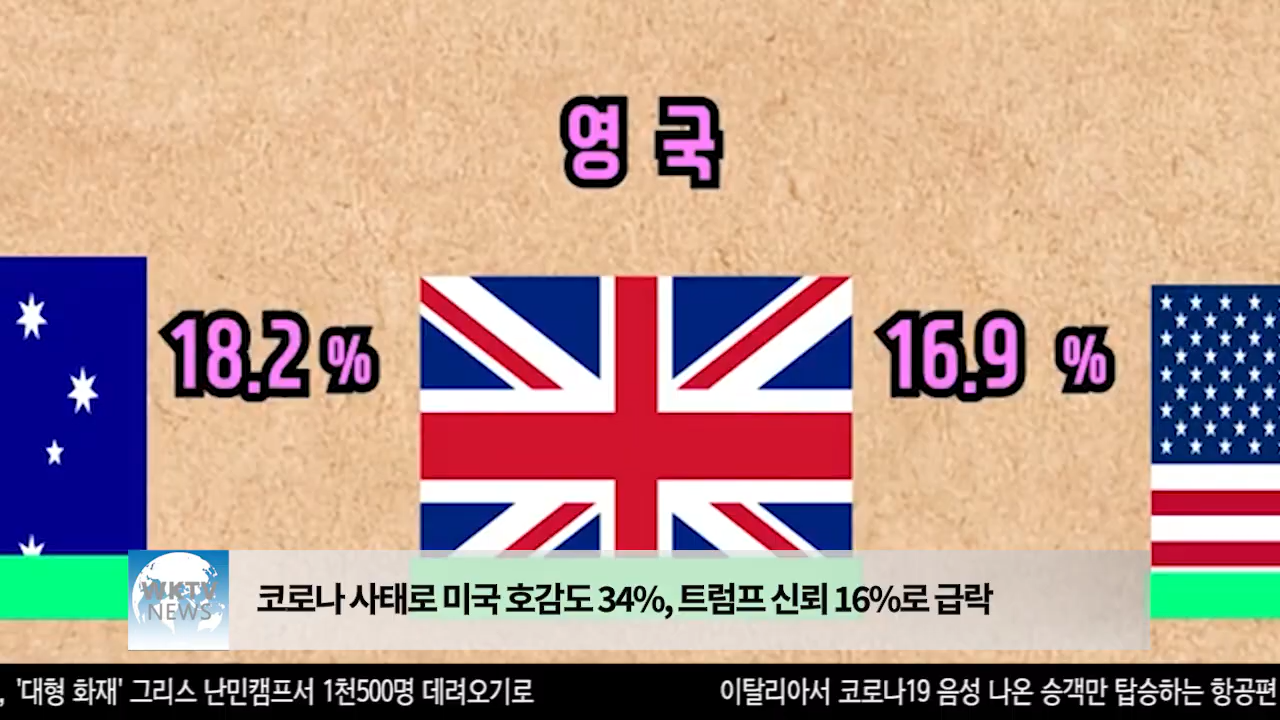 영국
18.2 %
16.9 %
WKTV
NEWS
코로나 사태로 미국 호감도 34%, 트럼프 신뢰 16%로 급락
, '대형 화재' 그리스 난민캠프서 1천500명 데려오기로
이탈리아서 코로나19 음성 나온 승객만 탑승하는 항공편